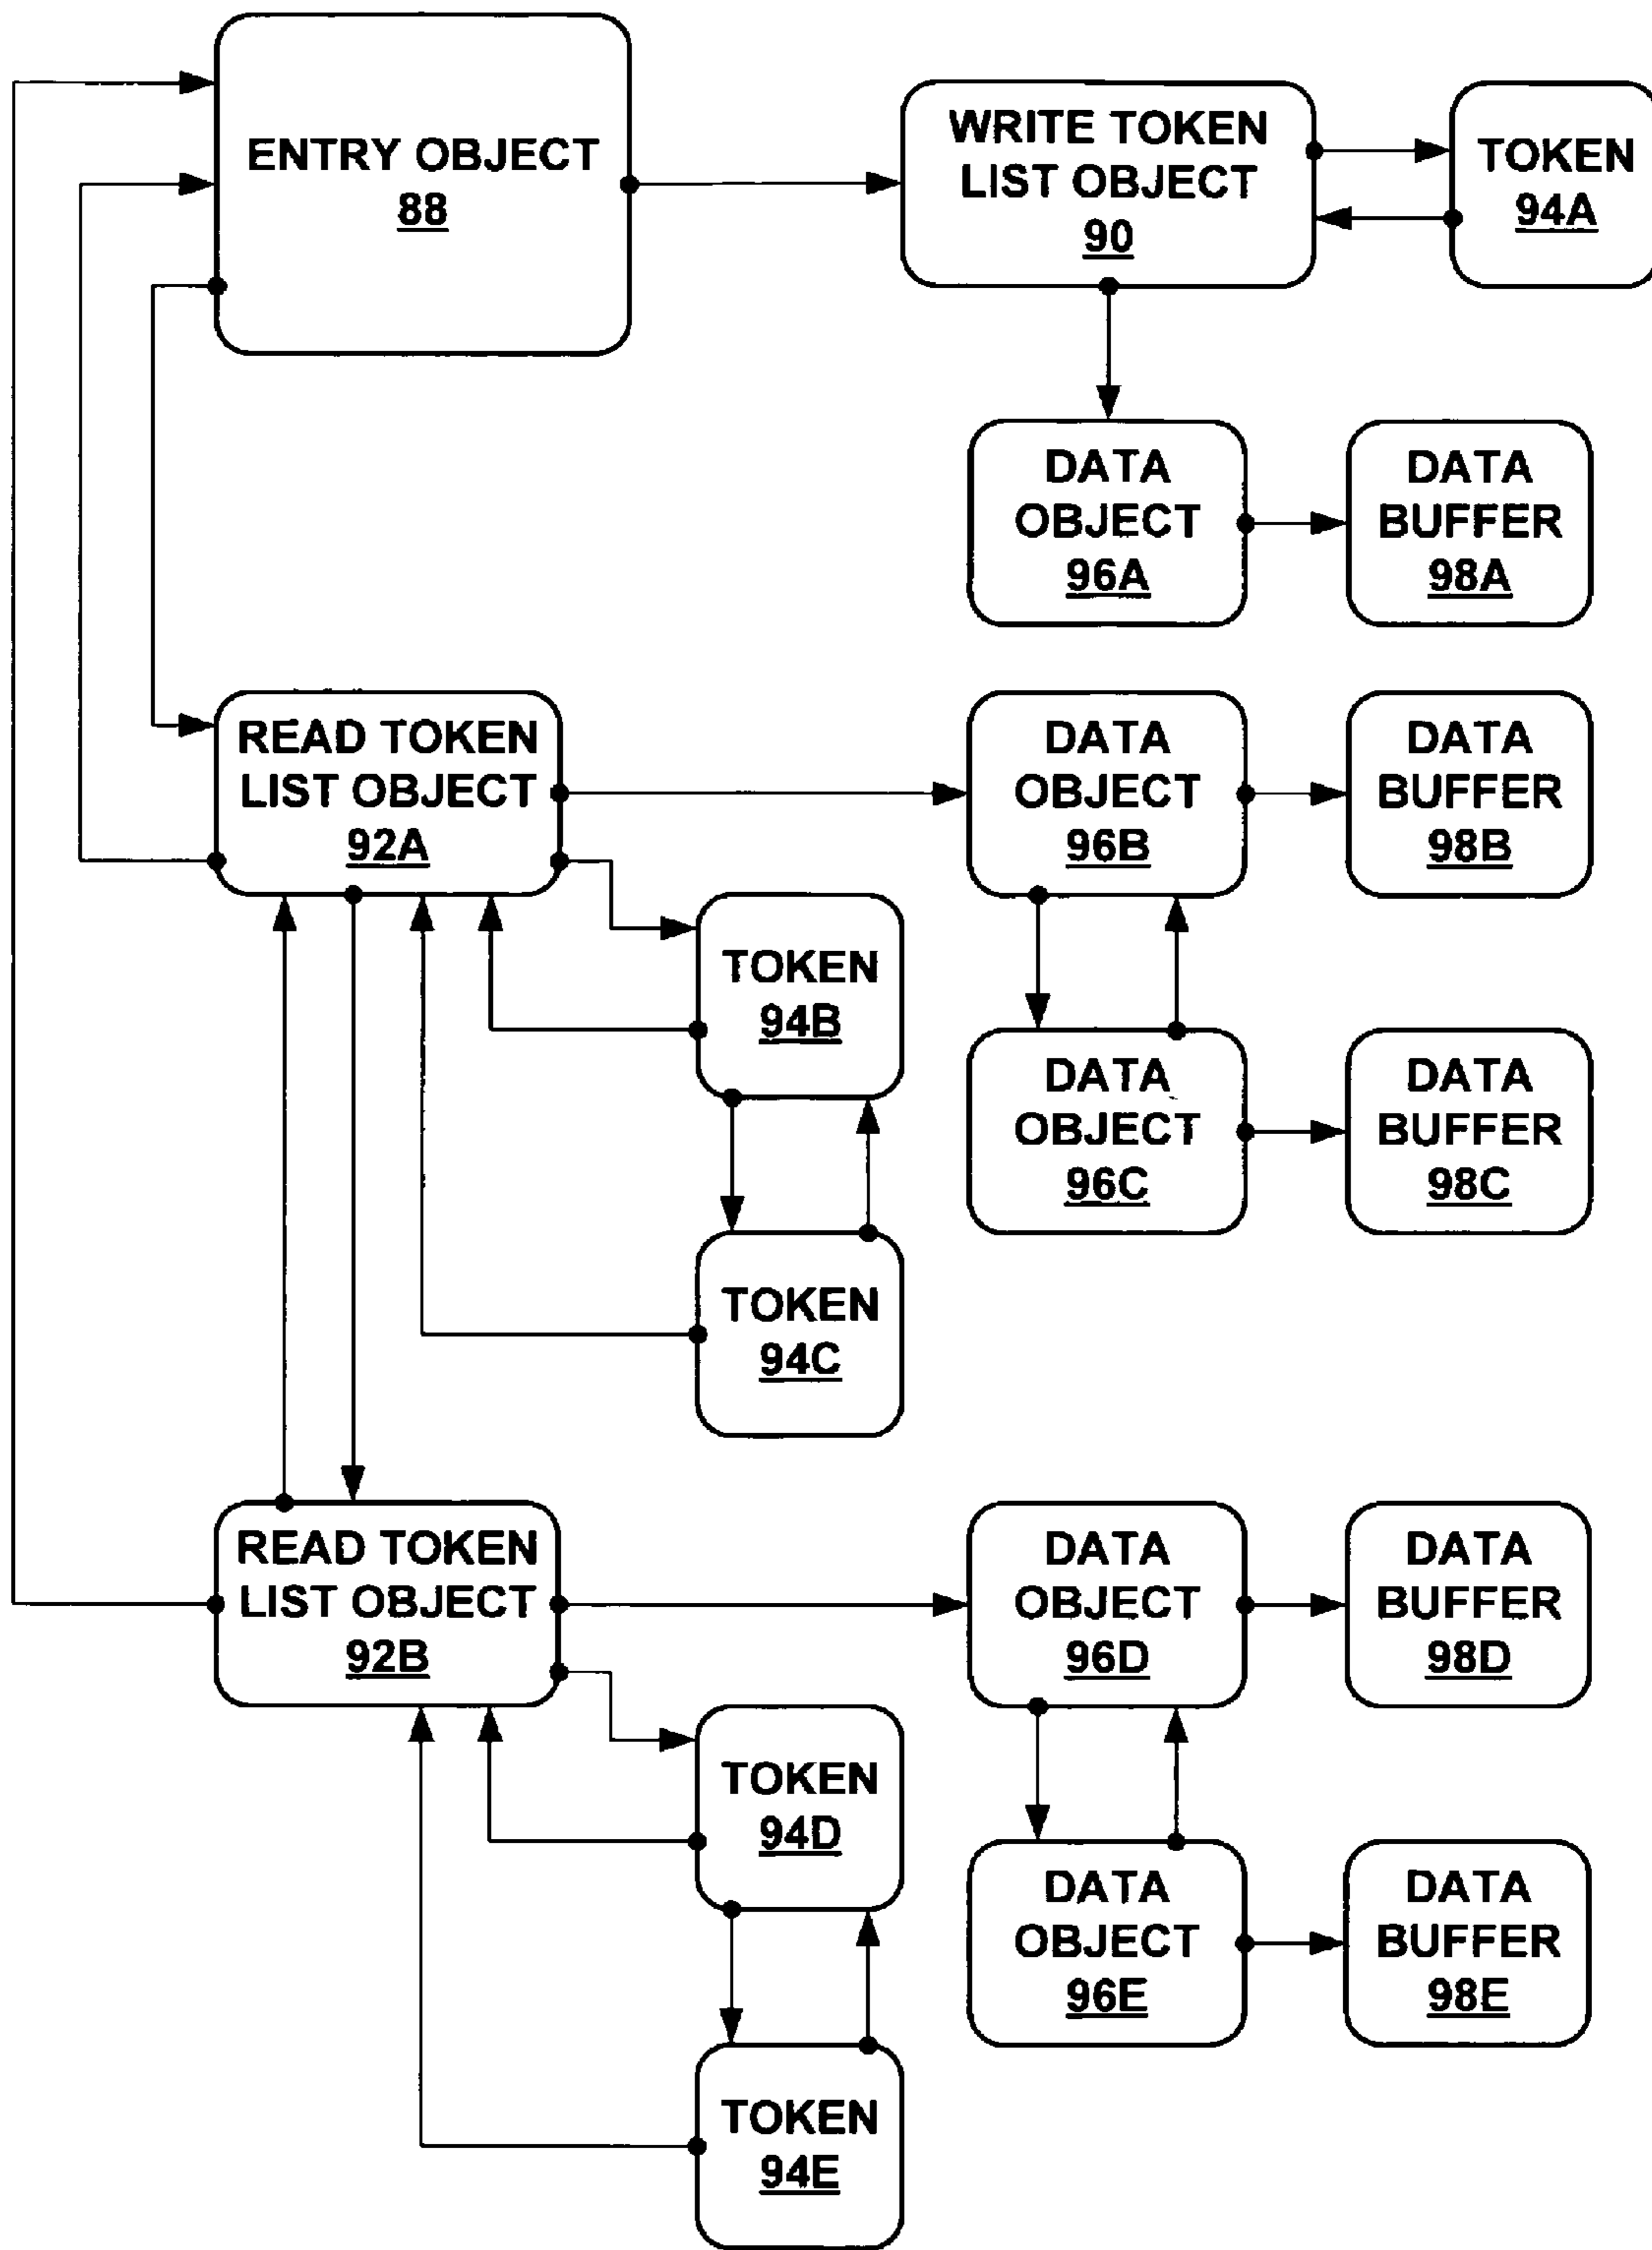 ENTRY OBJECT
88
WRITE TOKEN
LIST OBJECT
90
TOKEN
94A
DATA
OBJECT
96A
DATA
BUFFER
98A
READ TOKEN
LIST OBJECT
92A
DATA
OBJECT
96B
DATA
BUFFER
98B
TOKEN
94B
DATA
OBJECT
96C
DATA
BUFFER
98C
TOKEN
94C
READ TOKEN
LIST OBJECT
92B
DATA
OBJECT
96D
DATA
BUFFER
98D
TOKEN
94D
DATA
OBJECT
96E
DATA
BUFFER
98E
TOKEN
94E